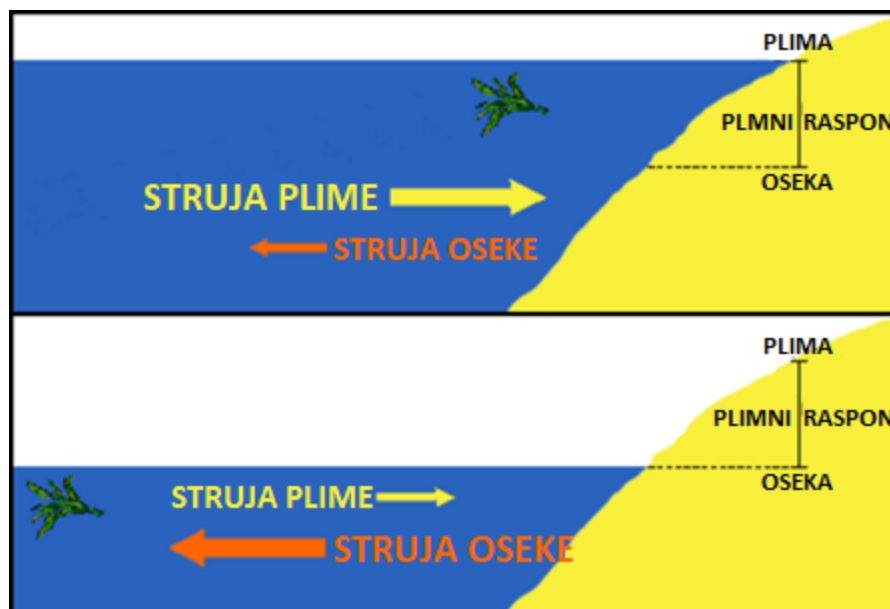 PLIMA
PLMNI RASPON
OSEKA
STRUJA PLIME
STRUJA OSEKE
PLIMA
PLIMNI RASPON
OSEKA
STRUJA PLIME
STRUJA OSEKE